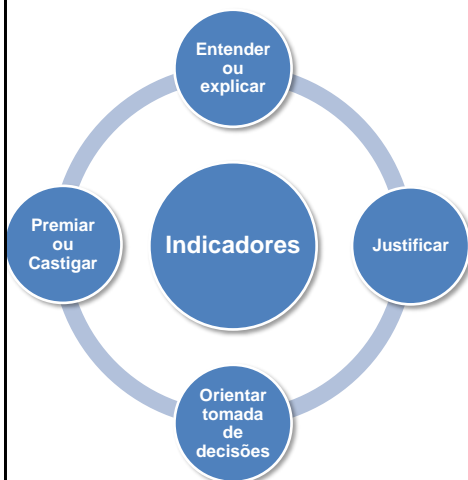 Entender
ou
explicar
Premiar
ou
Castigar
Indicadores
Justificar
Orientar
tomada
de
decisões